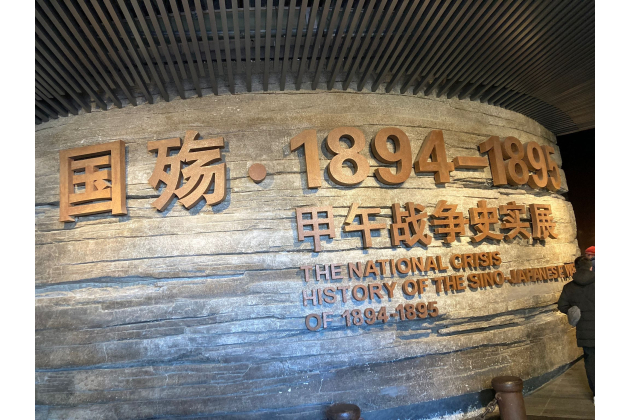 国殇·1894-1895
甲午战争史实展
THE NATIONAL CRISIS
HISTORY OF THE SINO-JAPANESE
OF 1894-1895